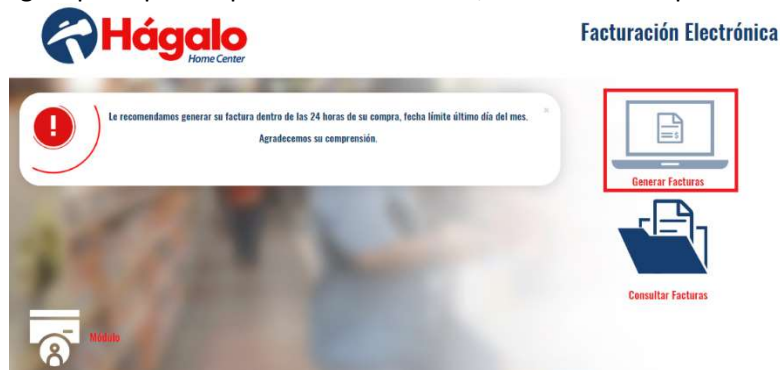 Hágalo
Home Center
Facturación Electrónica
Le recomendamos generar su factura dentro de las 24 horas de su compra, fecha límite último día del mes.
Agradecemos su comprensión.
Generar Facturas
Consultar Facturas
Módulo